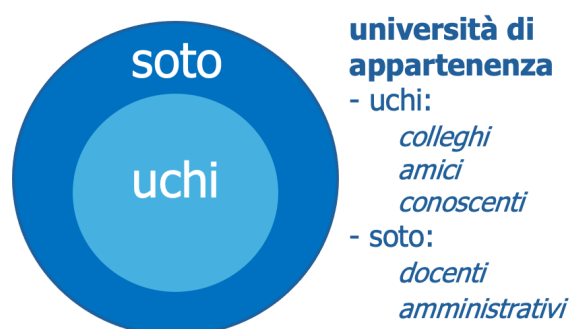 soto
uchi
università di
appartenenza
- uchi:
colleghi
amici
conoscenti
- soto:
docenti
amministrativi